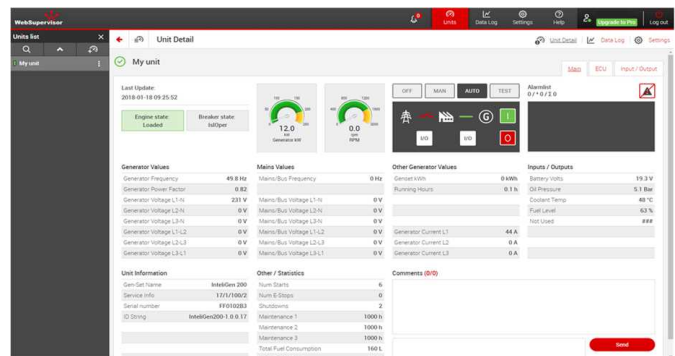 WebSupervisor
Units
Data Log
Settings
Help
Upgrade to Pro
Log out
Units list
×
My unit
Unit Detail
Unit Detail
Data Log
Settings
My unit
Main
ECU
Input / Output
Last Update:
2018-01-18 09:25:52
Engine state:
Loaded
Breaker state
IslOper
12.0
kW
Generator kW
0.0
rpm
RPM
OFF
MAN
AUTO
TEST
G
I
I/O
I/O
O
Alarmlist
0 / * 0 / Σ 0
Generator Values
Generator Frequency 49.8 Hz
Generator Power Factor 0.82
Generator Voltage L1-N 231 V
Generator Voltage L2-N 0 V
Generator Voltage L3-N 0 V
Generator Voltage L1-L2 0 V
Generator Voltage L2-L3 0 V
Generator Voltage L3-L1 0 V
Mains Values
Mains/Bus Frequency 0 Hz
Mains/Bus Voltage L1-N 0 V
Mains/Bus Voltage L2-N 0 V
Mains/Bus Voltage L3-N 0 V
Mains/Bus Voltage L1-L2 0 V
Mains/Bus Voltage L2-L3 0 V
Mains/Bus Voltage L3-L1 0 V
Other Generator Values
Genset kWh 0 kWh
Running Hours 0.1 h
Generator Current L1 44 A
Generator Current L2 0 A
Generator Current L3 0 A
Inputs / Outputs
Battery Volts 19.3 V
Oil Pressure 5.1 Bar
Coolant Temp 48 °C
Fuel Level 63 %
Not Used ###
Unit Information
Gen-Set Name InteliGen 200
Service Info 17/1/100/2
Serial number FF0102B3
ID String InteliGen200-1.0.0.17
Other / Statistics
Num Starts 6
Num E-Stops 0
Shutdowns 2
Maintenance 1 1000 h
Maintenance 2 1000 h
Maintenance 3 1000 h
Total Fuel Consumption 160 L
Comments (0/0)
Send